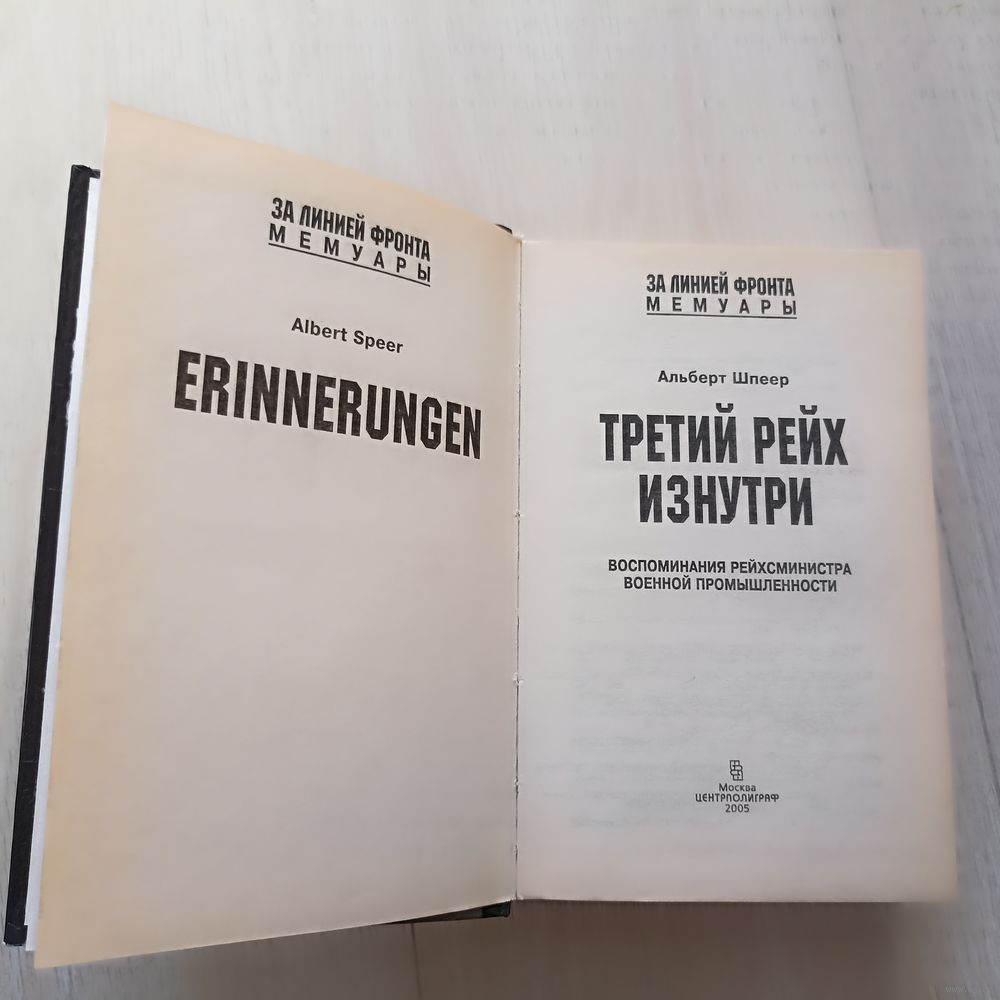 ЗА ЛИНИЕЙ ФРОНТА
МЕМУАРЫ
Albert Speer
ERINNERUNGEN
ЗА ЛИНИЕЙ ФРОНТА
МЕМУАРЫ
Альберт Шпеер
ТРЕТИЙ РЕЙХ
ИЗНУТРИ
ВОСПОМИНАНИЯ РЕЙХСМИНИСТРА
ВОЕННОЙ ПРОМЫШЛЕННОСТИ
Москва
ЦЕНТРПОЛИГРАФ
2005